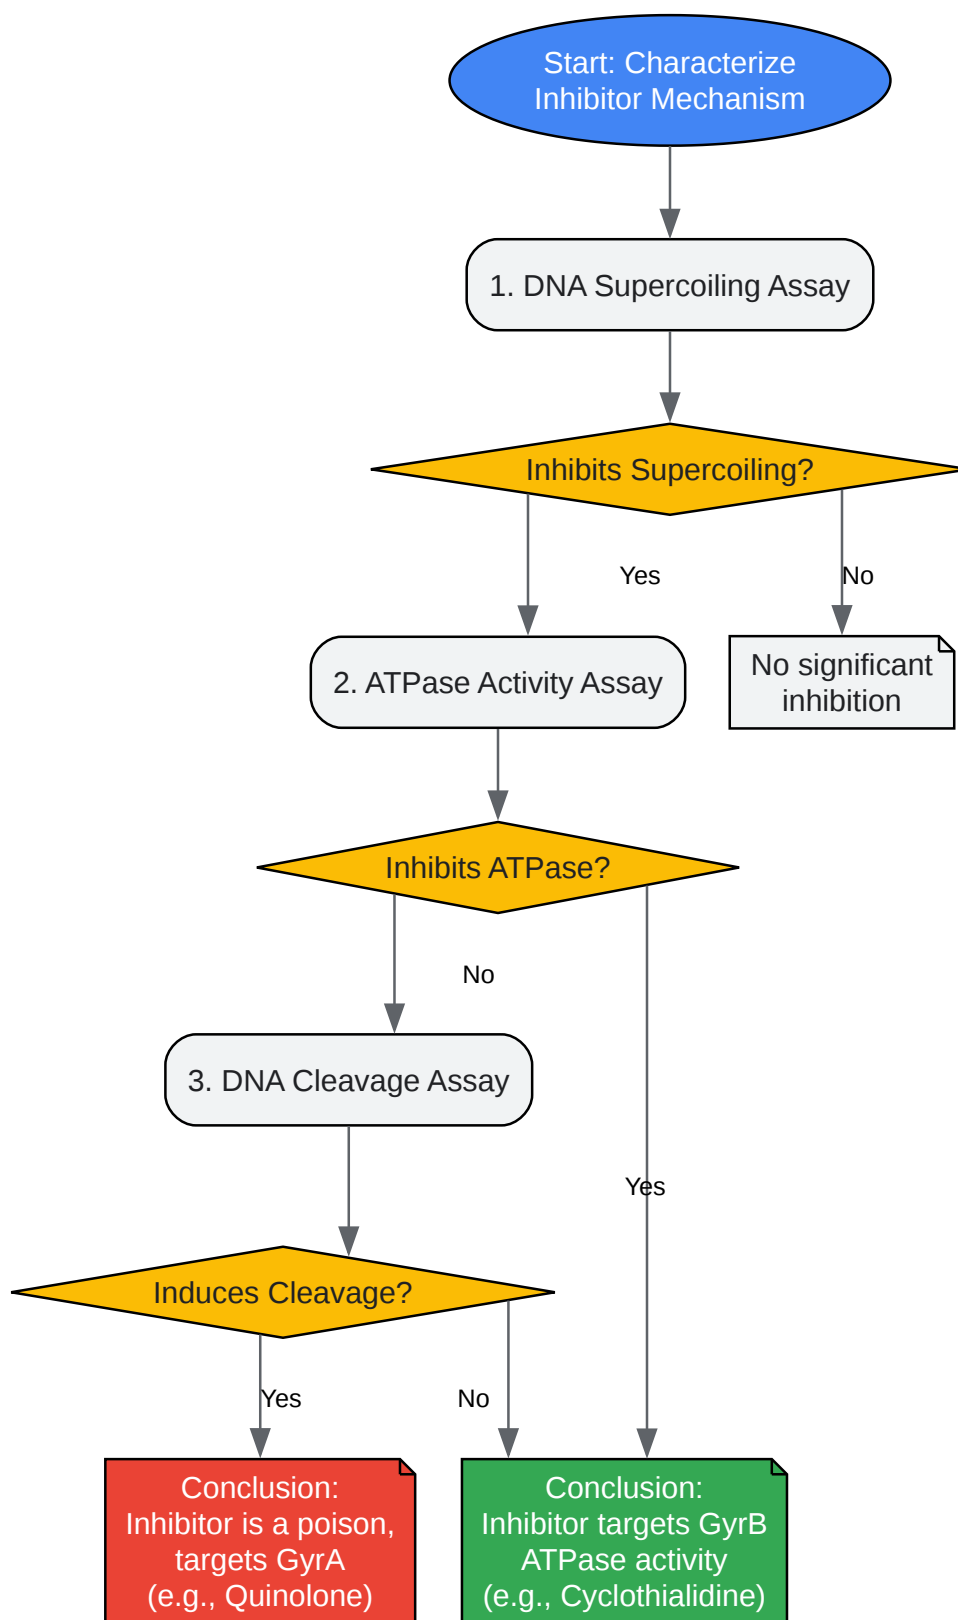 Start: Characterize
Inhibitor Mechanism
1. DNA Supercoiling Assay
Inhibits Supercoiling?
Yes
No
2. ATPase Activity Assay
No significant
inhibition
Inhibits ATPase?
No
3. DNA Cleavage Assay
Yes
Induces Cleavage?
Yes
No
Conclusion:
Inhibitor is a poison,
targets GyrA
(e.g., Quinolone)
Conclusion:
Inhibitor targets GyrB
ATPase activity
(e.g., Cyclothialidine)